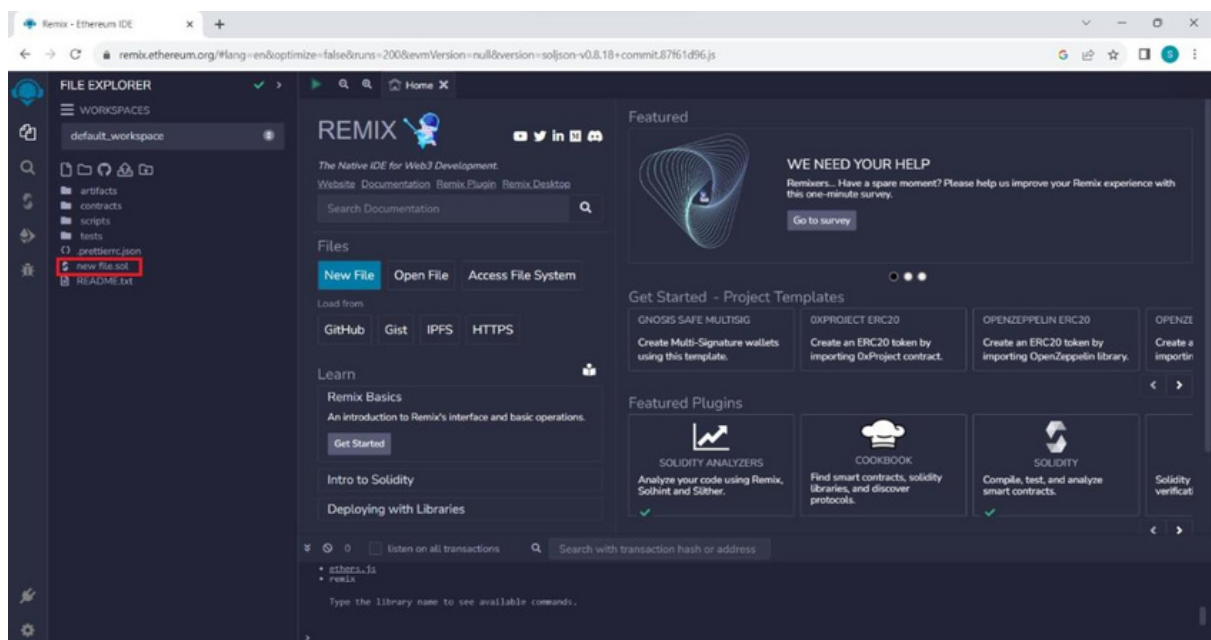 Remix - Ethereum IDE
remix.ethereum.org/#lang=en&optimize=false&runs=200&evmVersion=null&version=soljson-v0.8.18+commit.87f61d96.js
S
FILE EXPLORER
WORKSPACES
default_workspace
artifacts
contracts
scripts
tests
.prettierrc.json
new file.sol
README.txt
Home
REMIX
The Native IDE for Web3 Development.
Website Documentation Remix Plugin Remix Desktop
Search Documentation
Files
New File Open File Access File System
Load from
GitHub Gist IPFS HTTPS
Learn
Remix Basics
An introduction to Remix's interface and basic operations.
Get Started
Intro to Solidity
Deploying with Libraries
Featured
WE NEED YOUR HELP
Remixers... Have a spare moment? Please help us improve your Remix experience with
this one-minute survey.
Go to survey
Get Started - Project Templates
GNOSIS SAFE MULTISIG
Create Multi-Signature wallets
using this template.
0XPROJECT ERC20
Create an ERC20 token by
importing 0xProject contract.
OPENZEPPELIN ERC20
Create an ERC20 token by
importing OpenZeppelin library.
OPENZE
Create a
importin
Featured Plugins
SOLIDITY ANALYZERS
Analyze your code using Remix,
Solhint and Slither.
COOKBOOK
Find smart contracts, solidity
libraries, and discover
protocols.
SOLIDITY
Compile, test, and analyze
smart contracts.
Solidity
verificati
0 listen on all transactions Search with transaction hash or address
• ethers.js
• remix
Type the library name to see available commands.
>